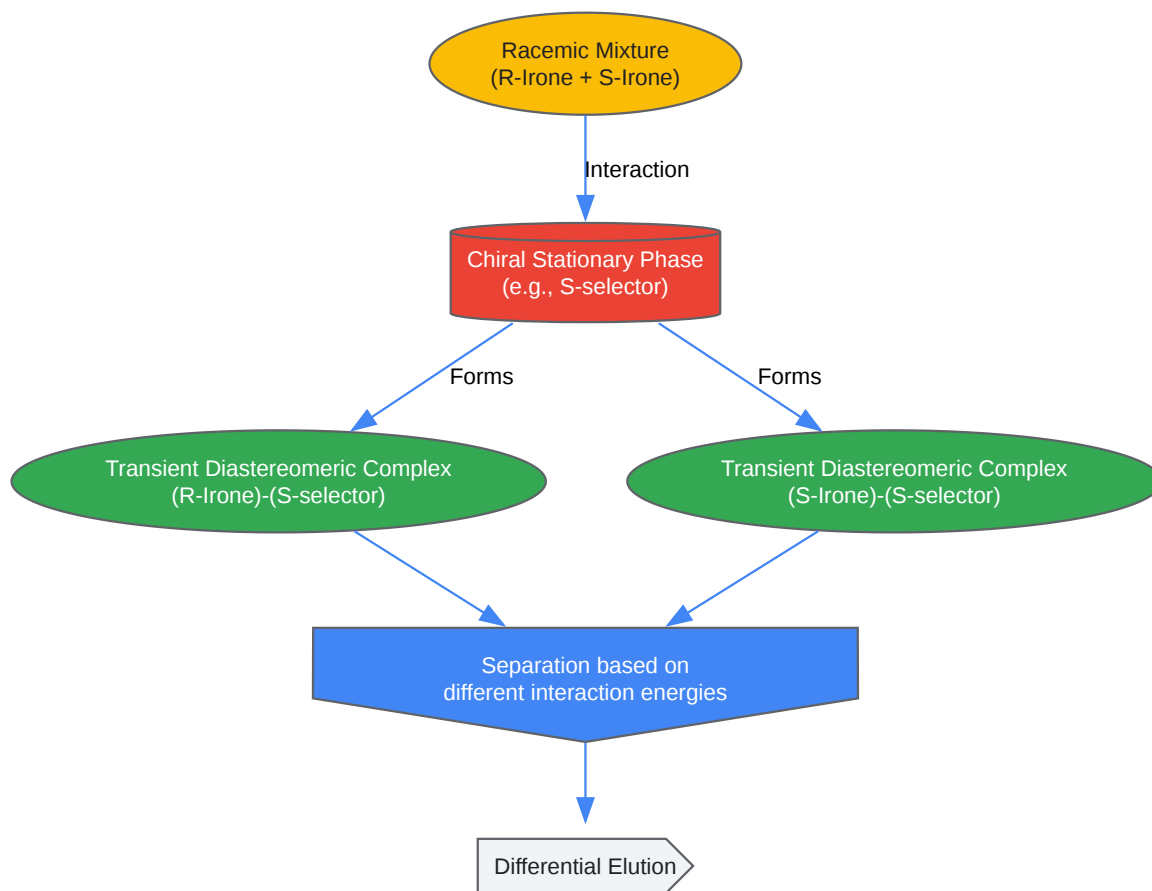 Racemic Mixture
(R-Irone + S-Irone)
Interaction
Chiral Stationary Phase
(e.g., S-selector)
Forms
Forms
Transient Diastereomeric Complex
(R-Irone)-(S-selector)
Transient Diastereomeric Complex
(S-Irone)-(S-selector)
Separation based on
different interaction energies
Differential Elution